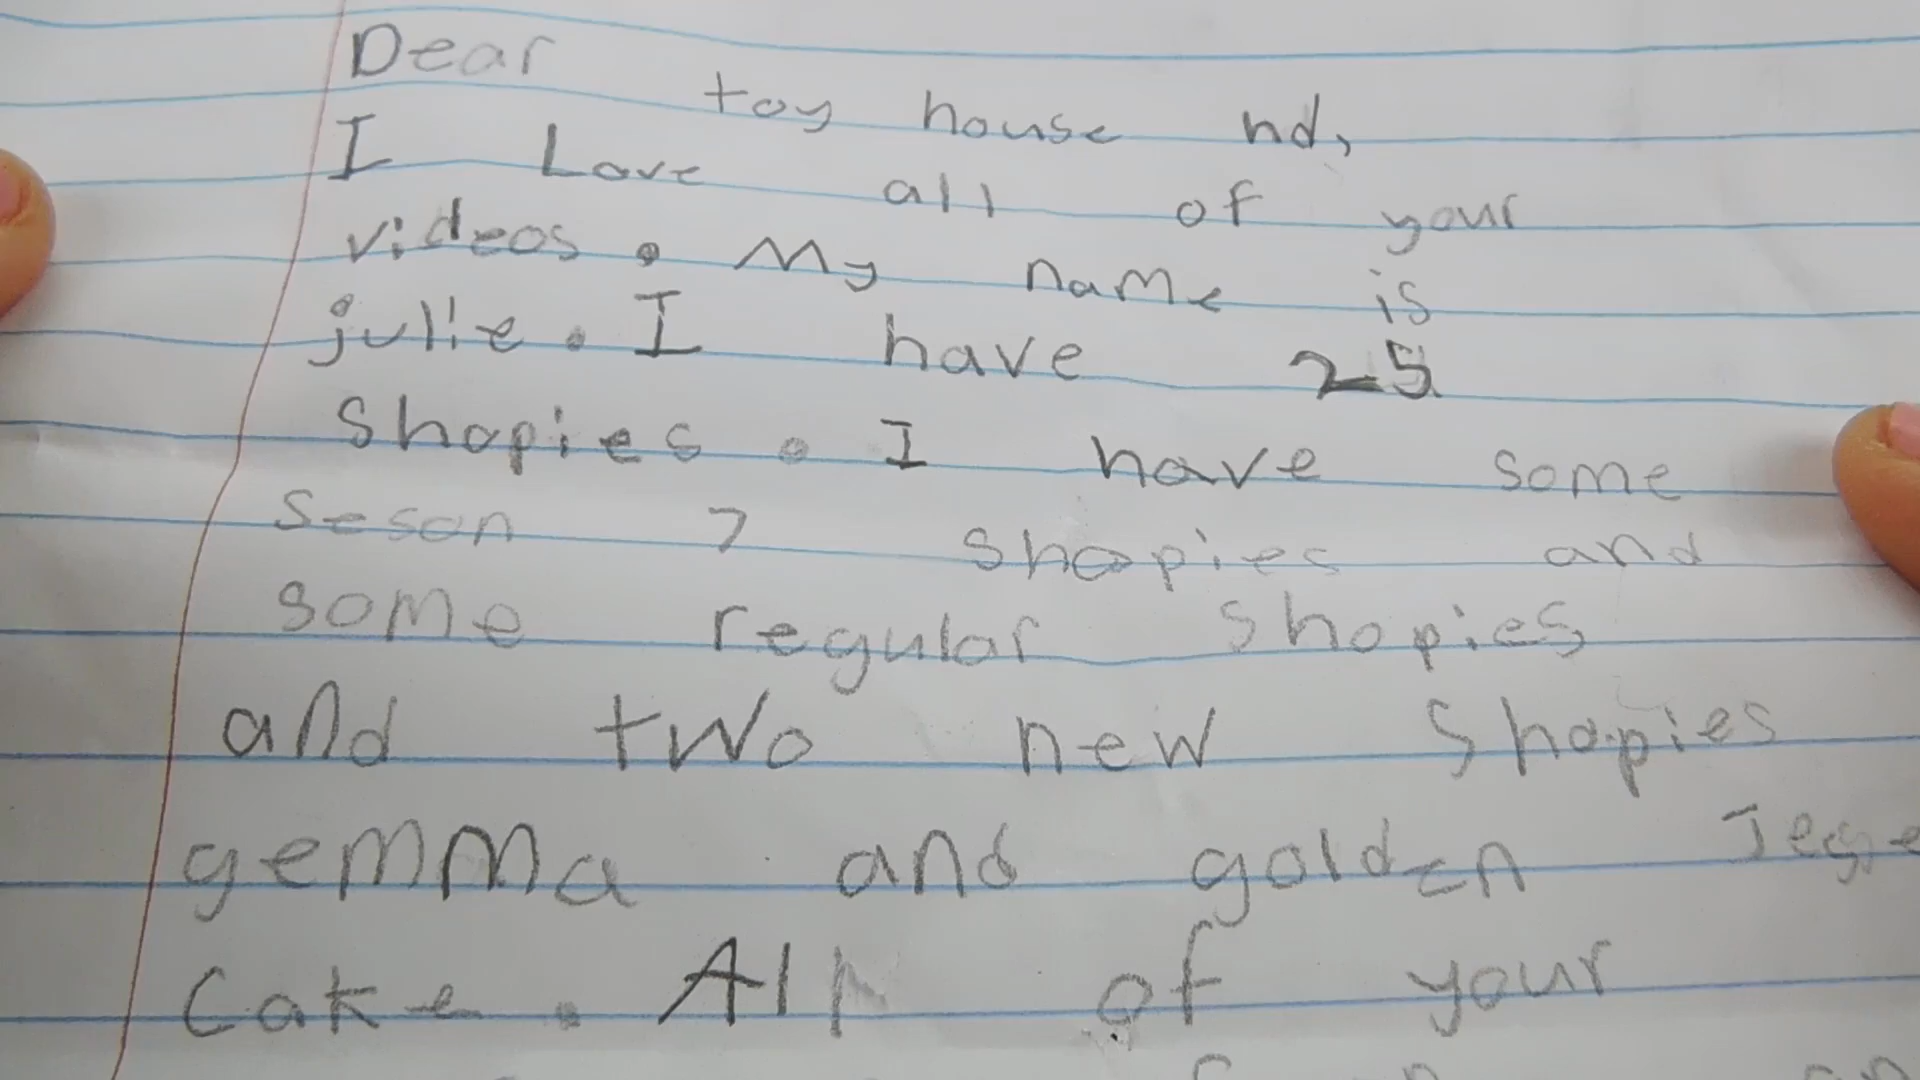 Dear toy house nd,
I Love all of your
videos. My name is
julie. I have 25
Shopies. I have some
Seson 7 shopies and
some regular shopies
and two new Shopies
gemma and golden
Cake. All of your